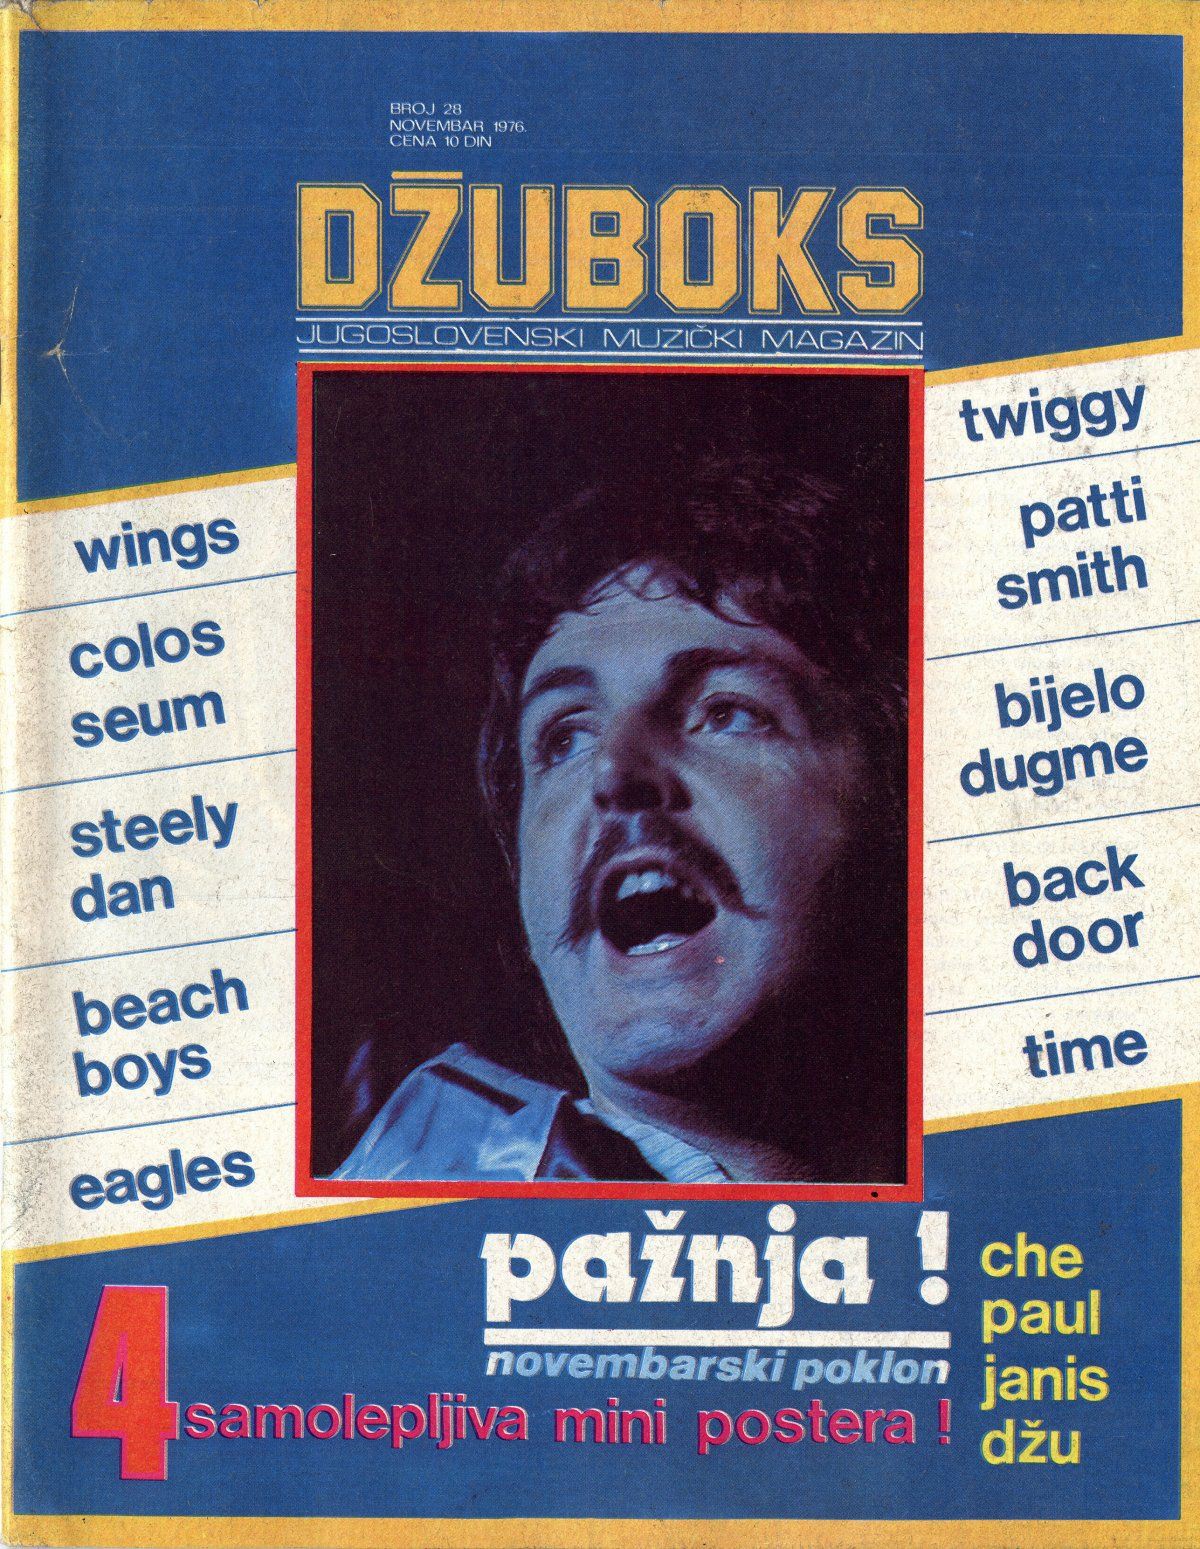 BROJ 28
NOVEMBAR 1976.
CENA 10 DIN
DŽUBOKS
JUGOSLOVENSKI MUZIČKI MAGAZIN
wings
colos
seum
steely
dan
beach
boys
eagles
twiggy
patti
smith
bijelo
dugme
back
door
time
pažnja !
novembarski poklon
4 samolepljiva mini postera !
che
paul
janis
džu